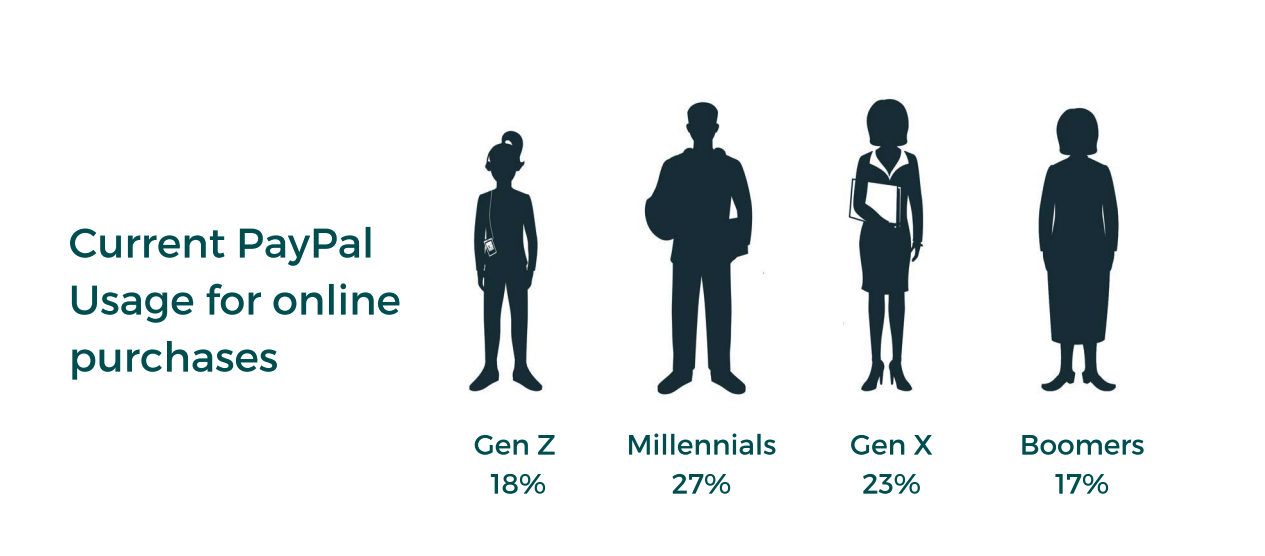 Current PayPal
Usage for online
purchases
Gen Z
18%
Millennials
27%
Gen X
23%
Boomers
17%